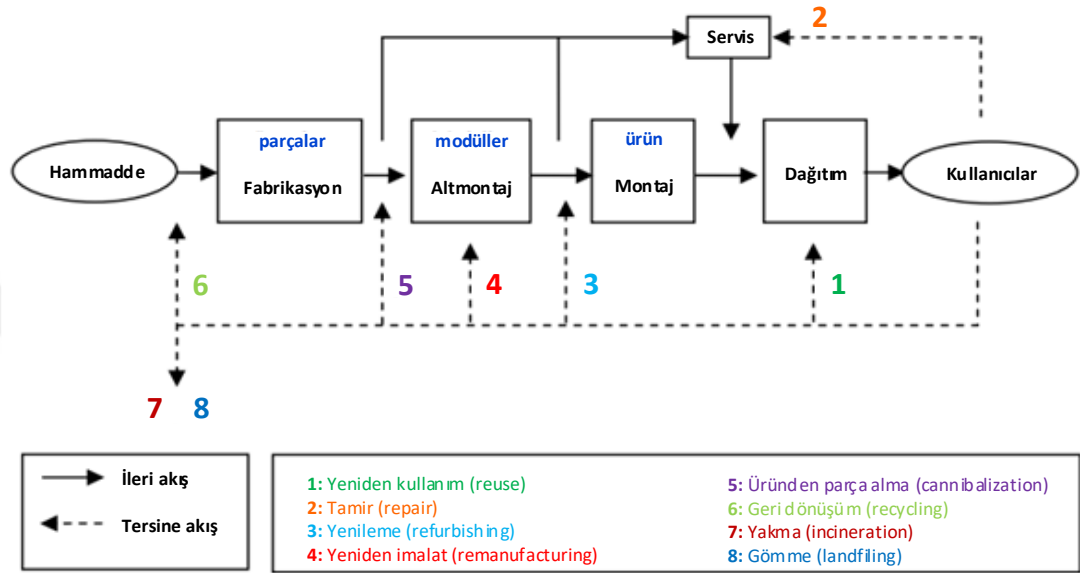 2
Servis
parçalar
modüller
ürün
Hammadde
Fabrikasyon
Altmontaj
Montaj
Dağıtım
Kullanıcılar
6
5
4
3
1
7 8
İleri akış
Tersine akış
1: Yeniden kullanım (reuse)
2: Tamir (repair)
3: Yenileme (refurbishing)
4: Yeniden imalat (remanufacturing)
5: Üründen parça alma (cannibalization)
6: Geri dönüşüm (recycling)
7: Yakma (incineration)
8: Gömme (landfiling)